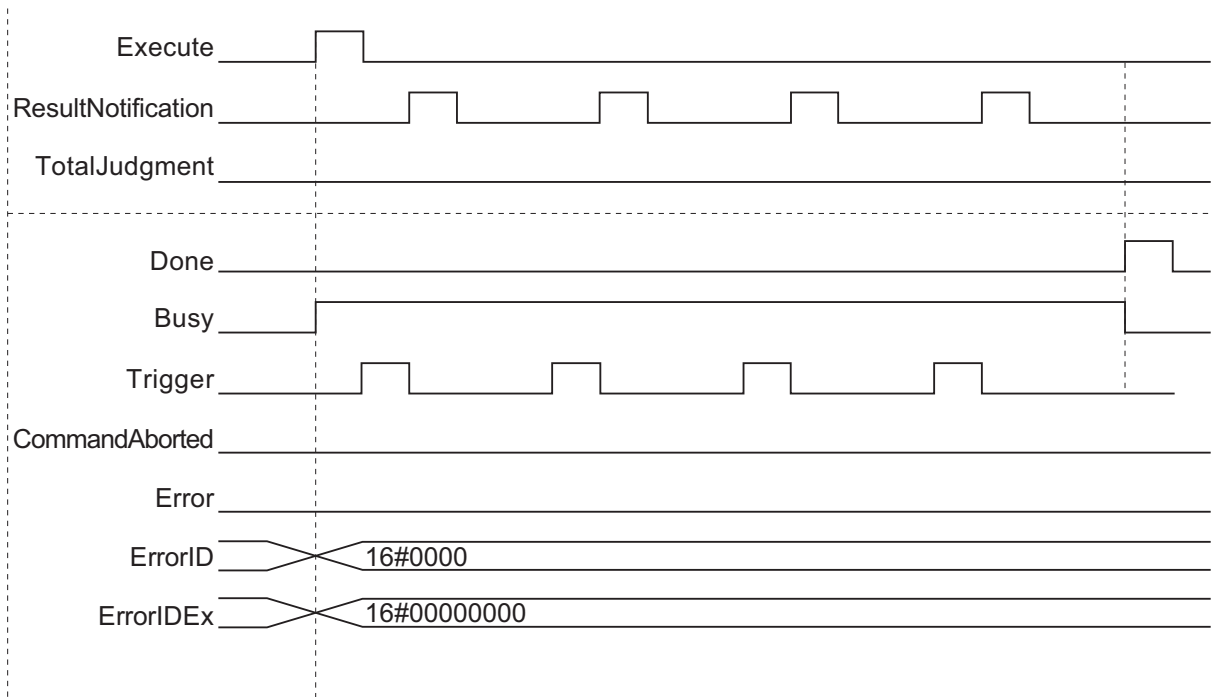 Execute
ResultNotification
TotalJudgment
Done
Busy
Trigger
CommandAborted
Error
ErrorID 16#0000
ErrorIDEx 16#00000000